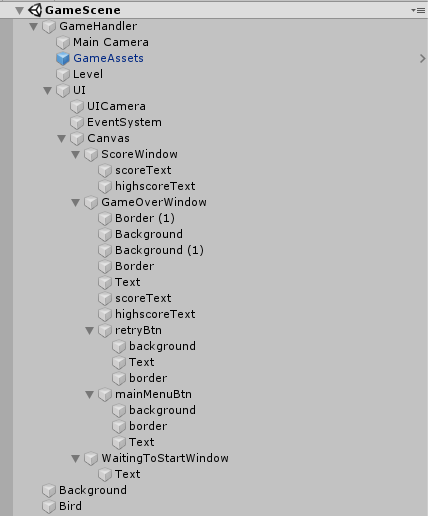 GameScene
GameHandler
Main Camera
GameAssets
Level
UI
UICamera
EventSystem
Canvas
ScoreWindow
scoreText
highscoreText
GameOverWindow
Border (1)
Background
Background (1)
Border
Text
scoreText
highscoreText
retryBtn
background
Text
border
mainMenuBtn
background
border
Text
WaitingToStartWindow
Text
Background
Bird